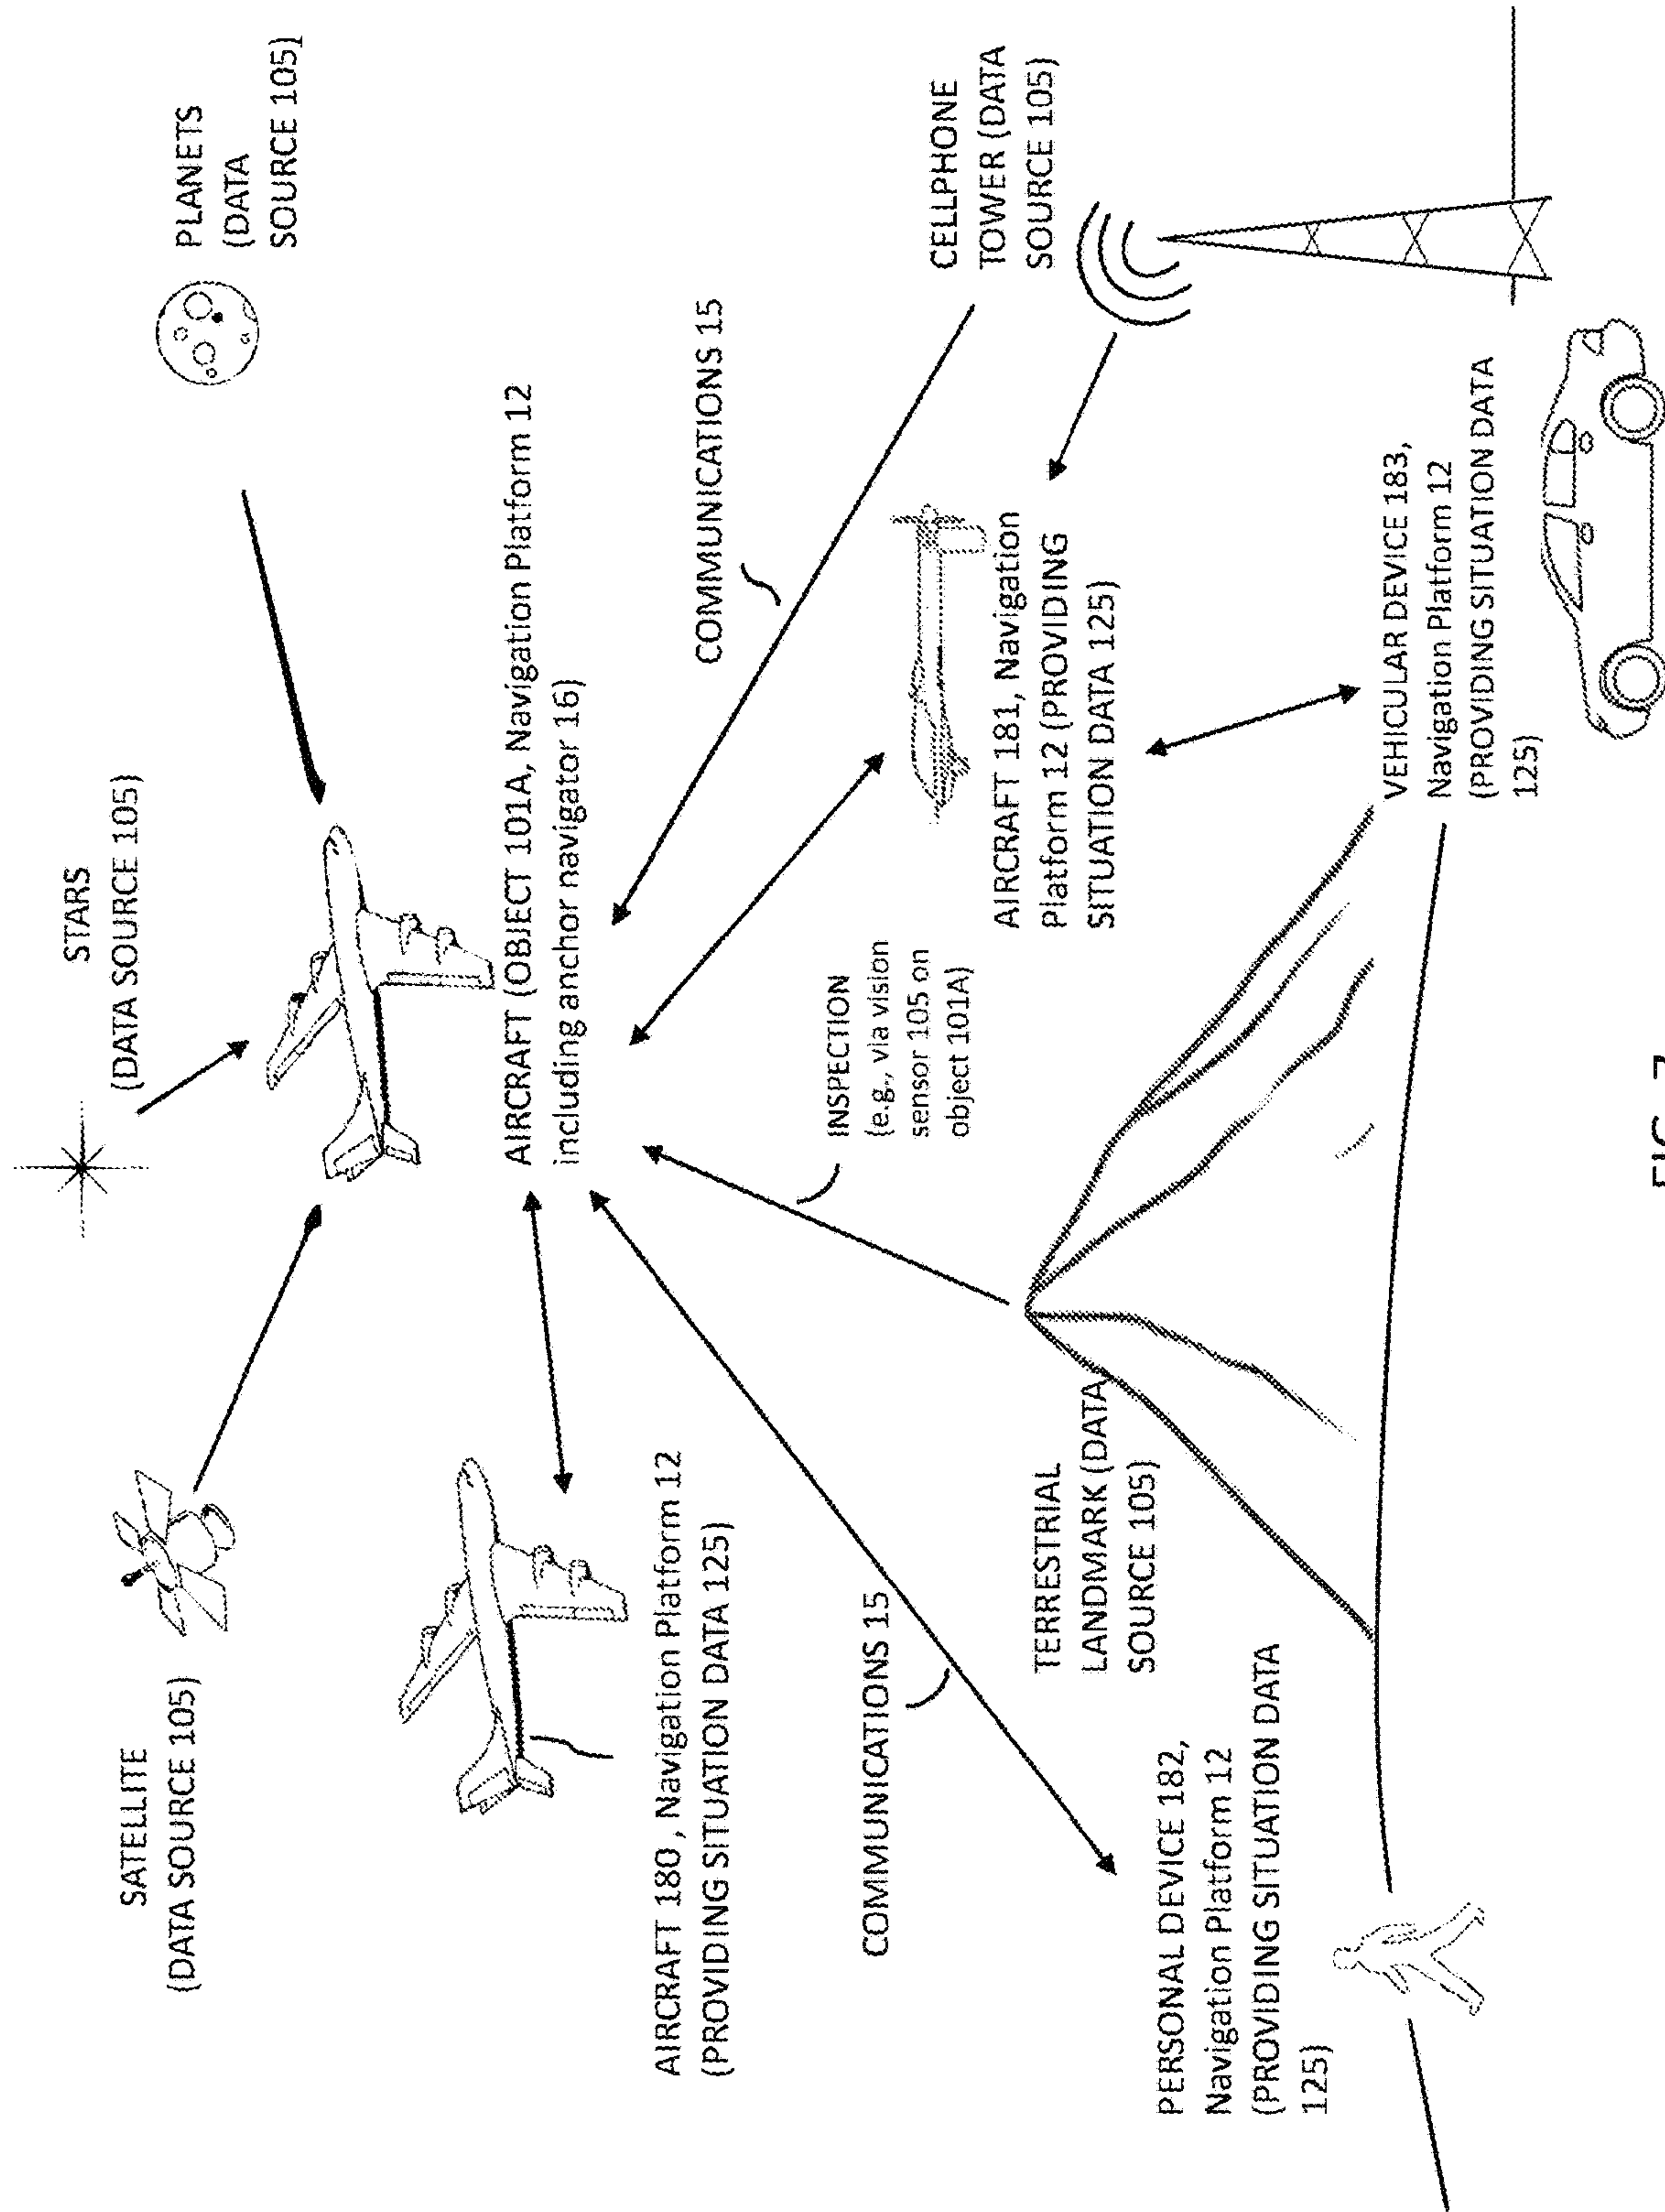 STARS
(DATA SOURCE 105)
SATELLITE
(DATA SOURCE 105)
PLANETS
(DATA
SOURCE 105)
AIRCRAFT (OBJECT 101A, Navigation Platform 12
including anchor navigator 16)
AIRCRAFT 180 , Navigation Platform 12
(PROVIDING SITUATION DATA 125)
COMMUNICATIONS 15
COMMUNICATIONS 15
INSPECTION
(e.g., via vision
sensor 105 on
object 101A)
CELLPHONE
TOWER (DATA
SOURCE 105)
AIRCRAFT 181, Navigation
Platform 12 (PROVIDING
SITUATION DATA 125)
TERRESTRIAL
LANDMARK (DATA
SOURCE 105)
PERSONAL DEVICE 182,
Navigation Platform 12
(PROVIDING SITUATION DATA
125)
VEHICULAR DEVICE 183,
Navigation Platform 12
(PROVIDING SITUATION DATA
125)
FIG. 7